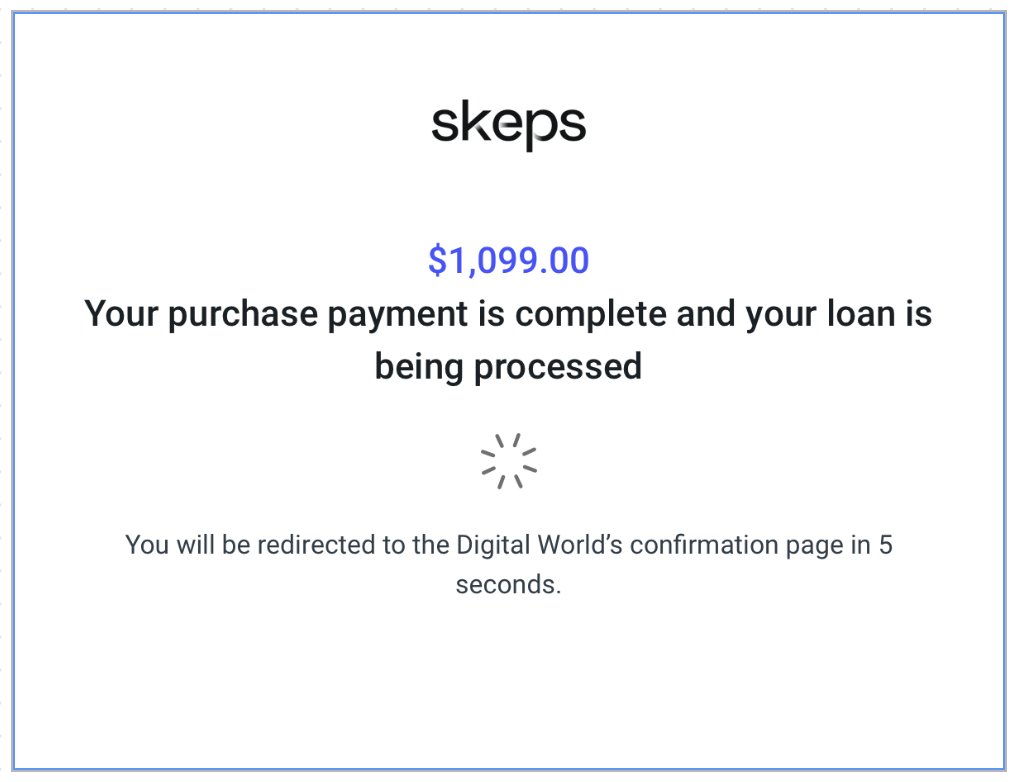 skeps
$1,099.00
Your purchase payment is complete and your loan is
being processed
You will be redirected to the Digital World’s confirmation page in 5
seconds.